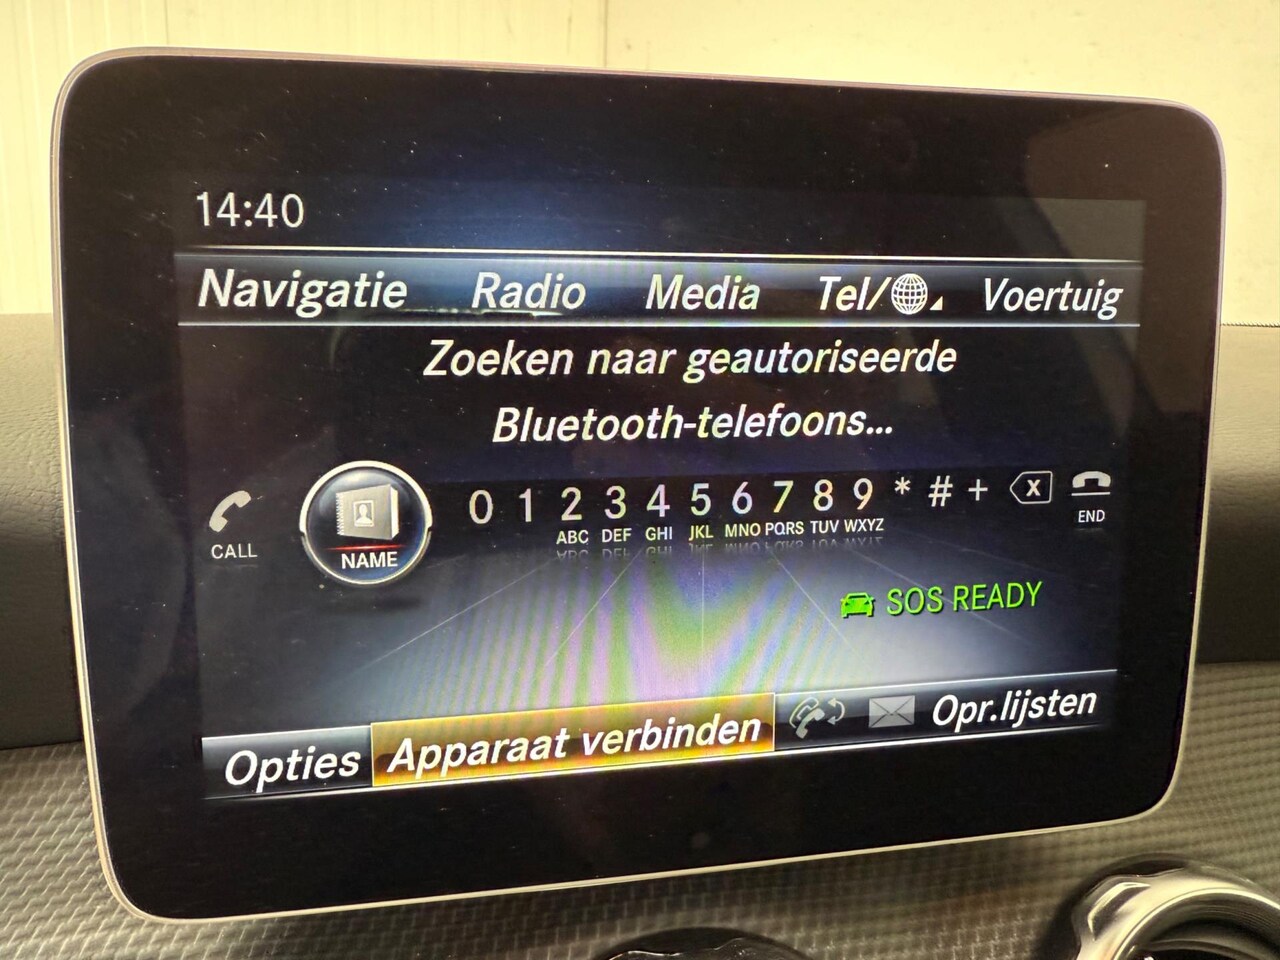 14:40
Navigatie Radio Media Tel/ Voertuig
Zoeken naar geautoriseerde
Bluetooth-telefoons...
CALL NAME 0 1 2 3 4 5 6 7 8 9 * # + X END
ABC DEF GHI JKL MNO PQRS TUV WXYZ
SOS READY
Opties Apparaat verbinden Opr.lijsten